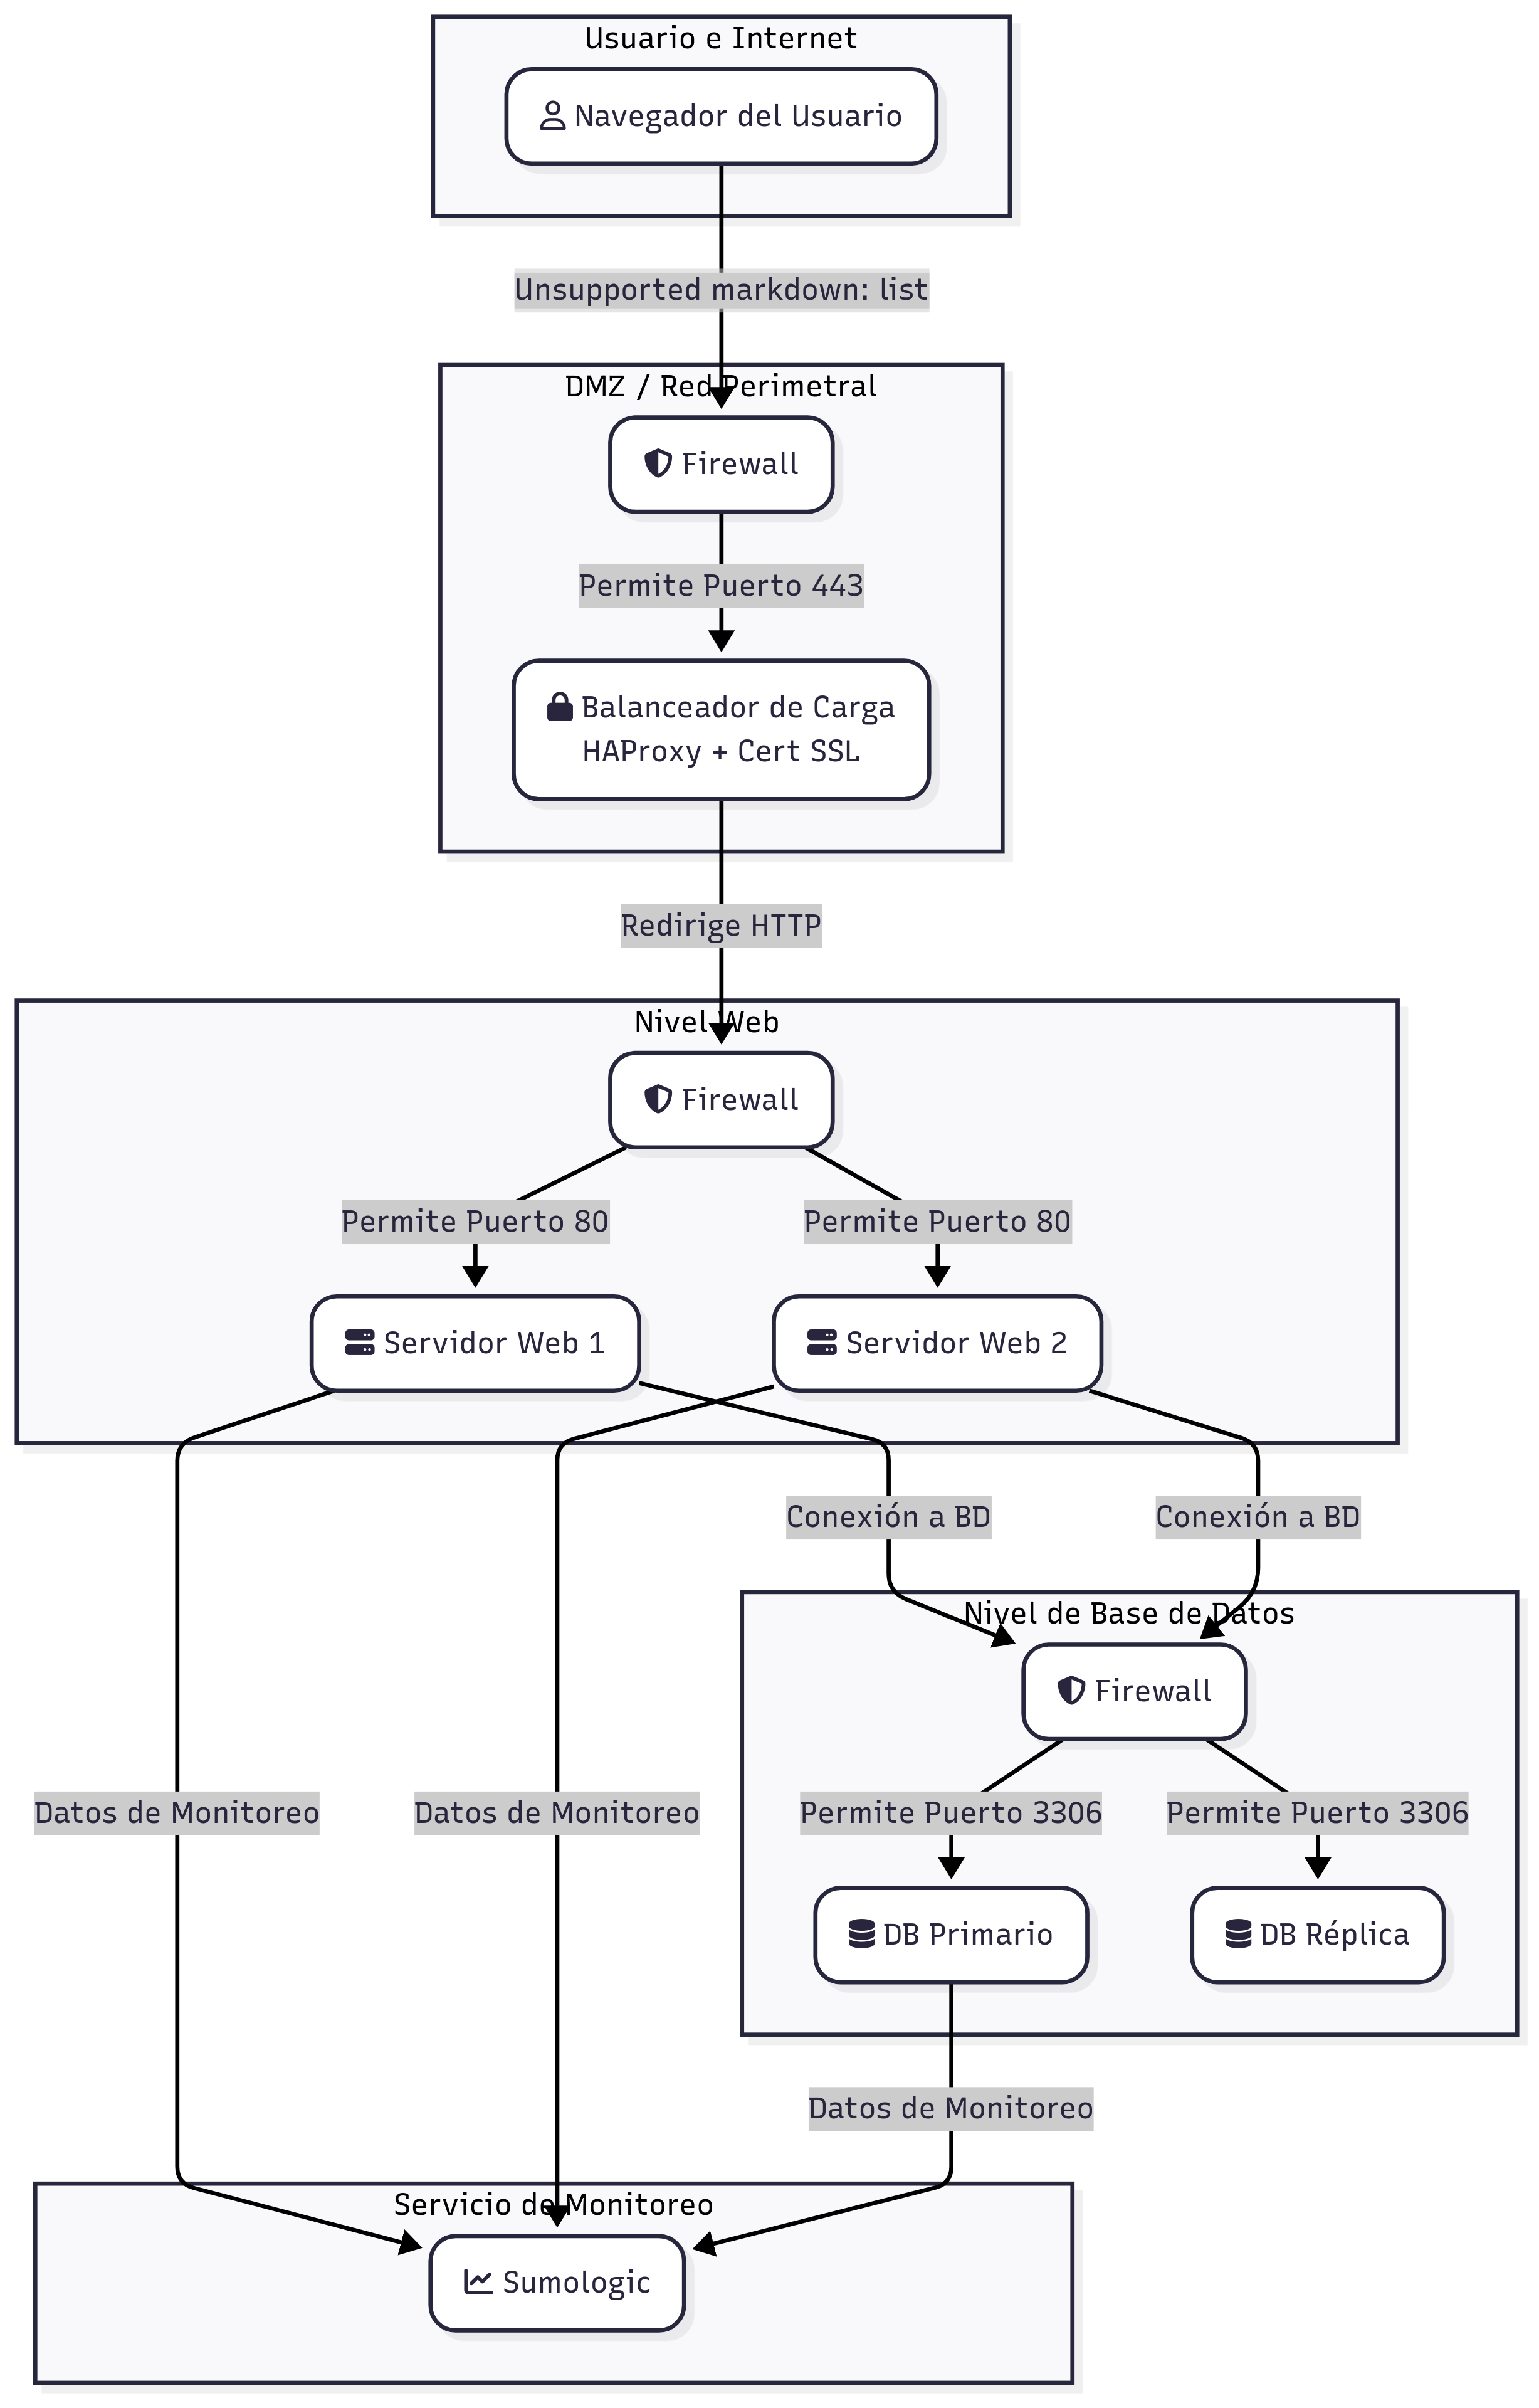 Usuario e Internet
Navegador del Usuario
Unsupported markdown: list
DMZ / Red Perimetral
Firewall
Permite Puerto 443
Balanceador de Carga
HAProxy + Cert SSL
Redirige HTTP
Nivel Web
Firewall
Permite Puerto 80
Permite Puerto 80
Servidor Web 1
Servidor Web 2
Conexión a BD
Conexión a BD
Nivel de Base de Datos
Firewall
Datos de Monitoreo
Datos de Monitoreo
Permite Puerto 3306
Permite Puerto 3306
DB Primario
DB Réplica
Datos de Monitoreo
Servicio de Monitoreo
Sumologic